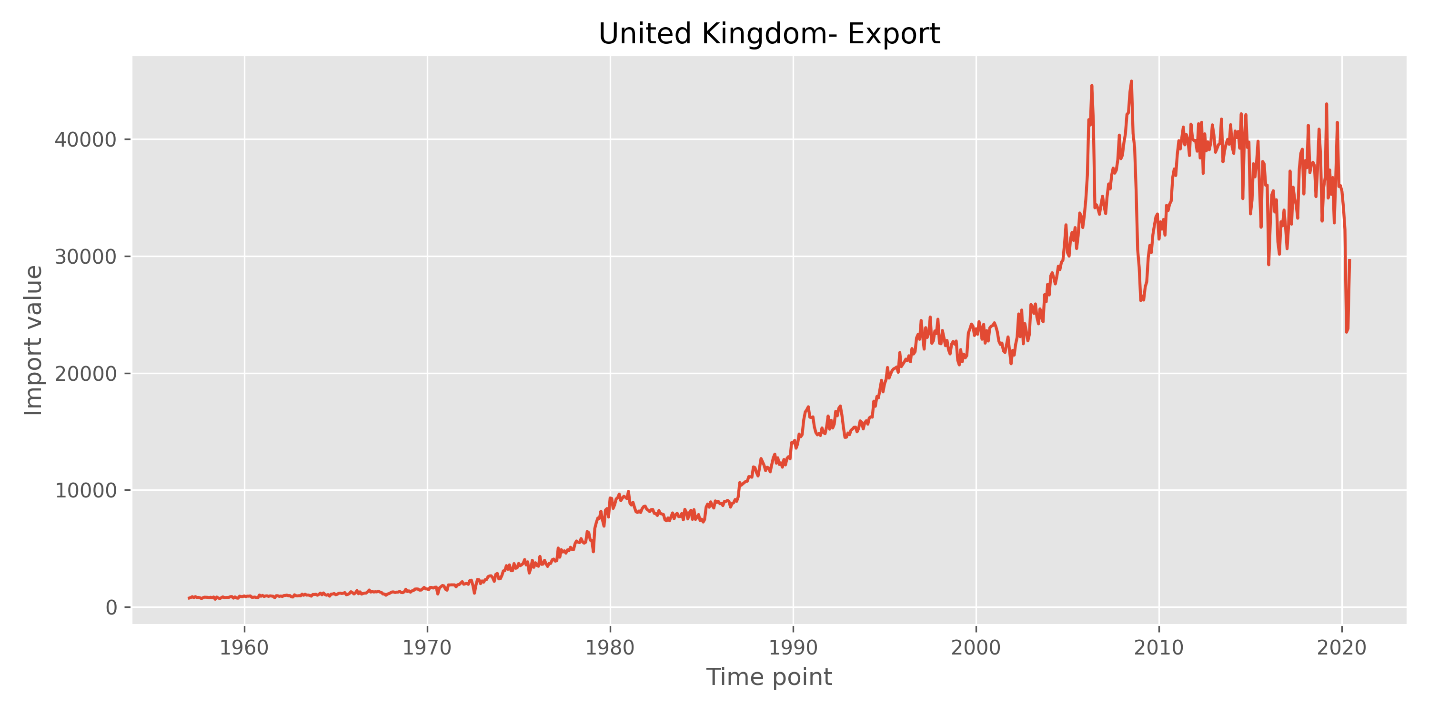 United Kingdom- Export
40000
30000
20000
10000
0
Import value
1960 1970 1980 1990 2000 2010 2020
Time point